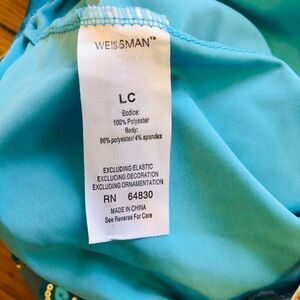 WEISSMAN™
LC
Bodice:
100% Polyester
Body:
96% polyester/ 4% spandex
EXCLUDING ELASTIC
EXCLUDING DECORATION
EXCLUDING ORNAMENTATION
RN 64830
MADE IN CHINA
See Reverse For Care